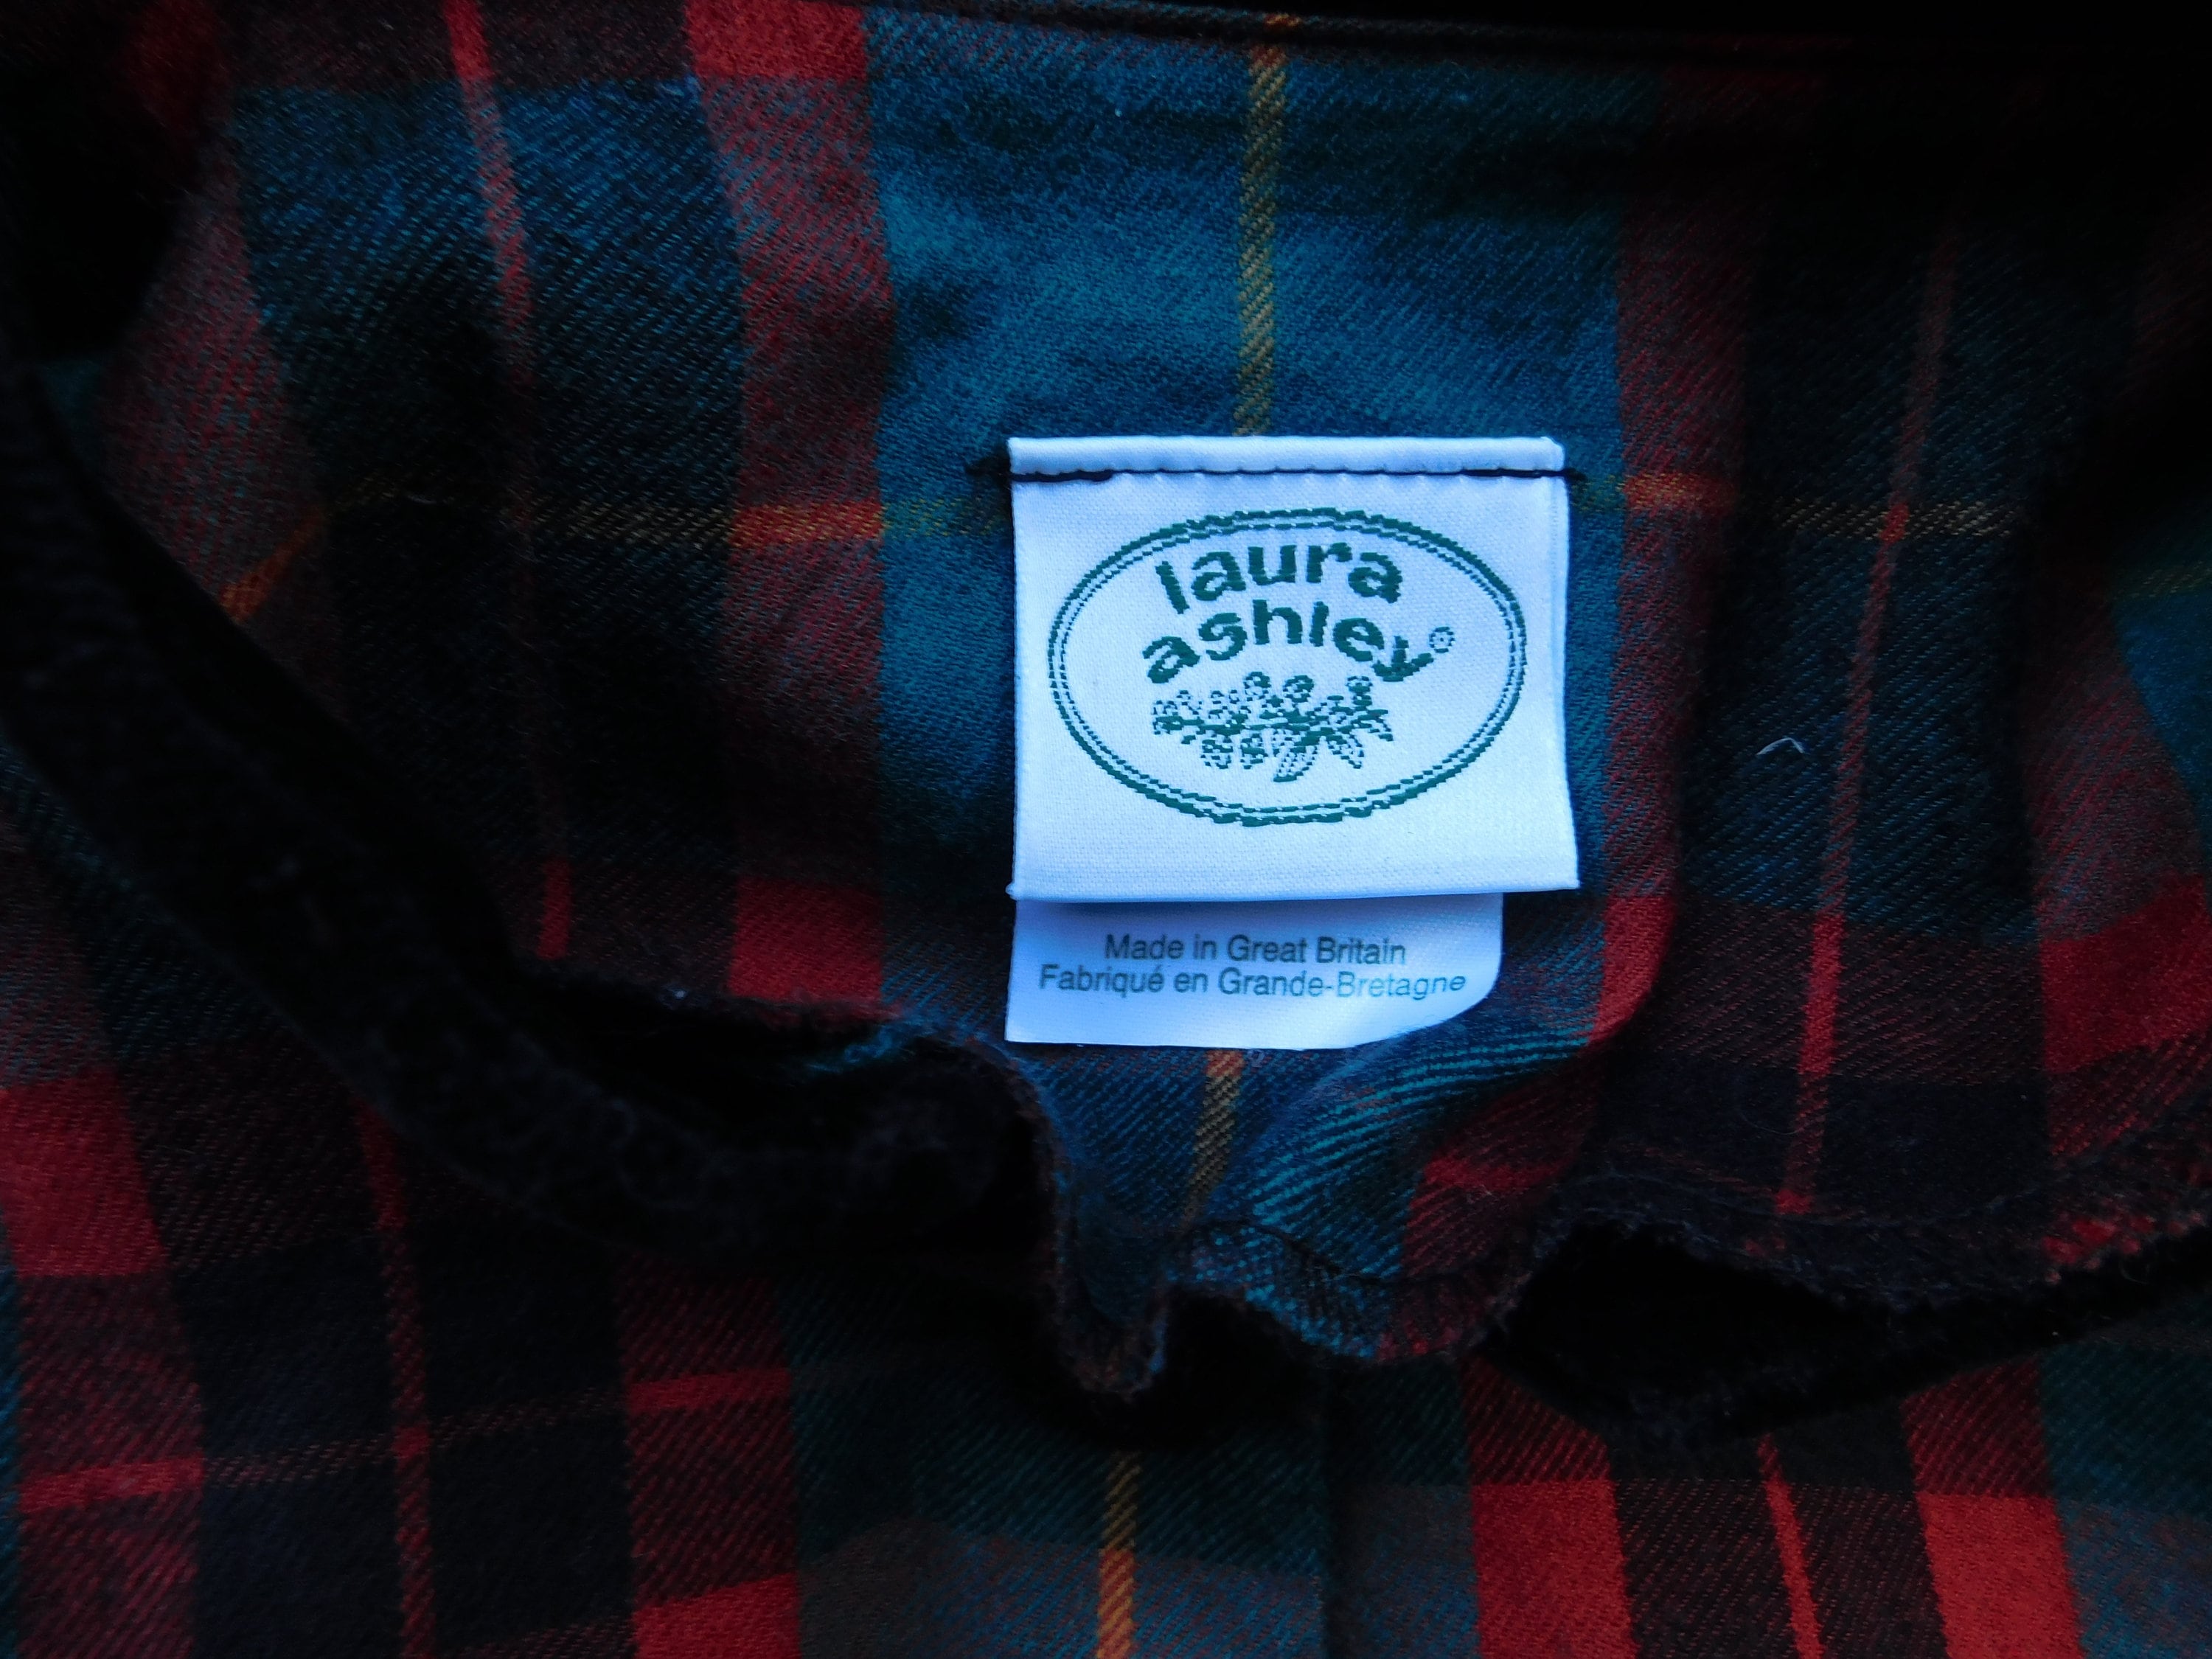 laura
ashley®
Made in Great Britain
Fabriqué en Grande-Bretagne